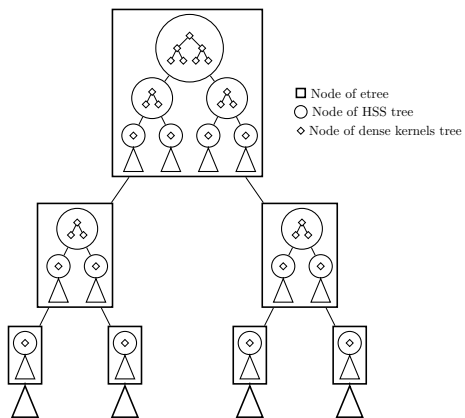 Node of etree
Node of HSS tree
Node of dense kernels tree